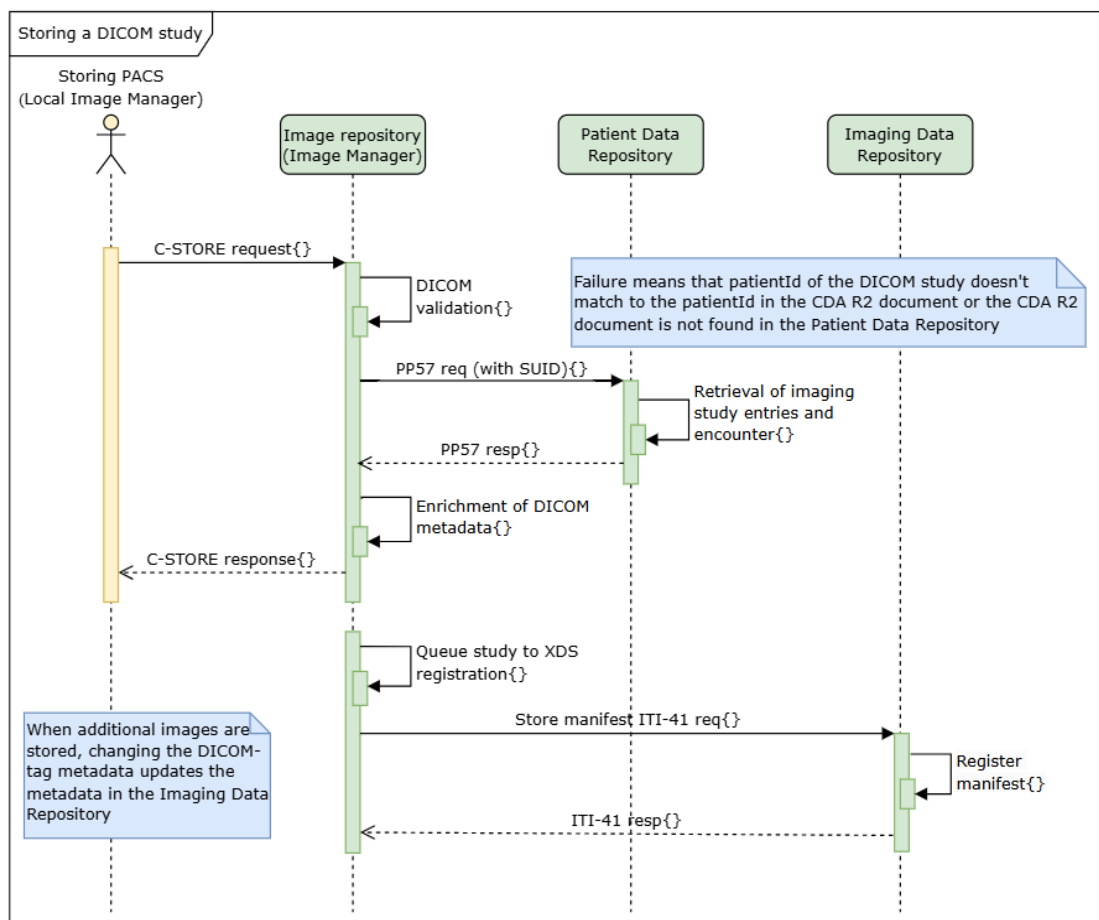 Storing a DICOM study
Storing PACS
(Local Image Manager)
Image repository
(Image Manager)
Patient Data
Repository
Imaging Data
Repository
C-STORE request{}
DICOM
validation{}
Failure means that patientId of the DICOM study doesn't
match to the patientId in the CDA R2 document or the CDA R2
document is not found in the Patient Data Repository
PP57 req (with SUID){}
Retrieval of imaging
study entries and
encounter{}
PP57 resp{}
Enrichment of DICOM
metadata{}
C-STORE response{}
Queue study to XDS
registration{}
When additional images are
stored, changing the DICOM-
tag metadata updates the
metadata in the Imaging Data
Repository
Store manifest ITI-41 req{}
Register
manifest{}
ITI-41 resp{}